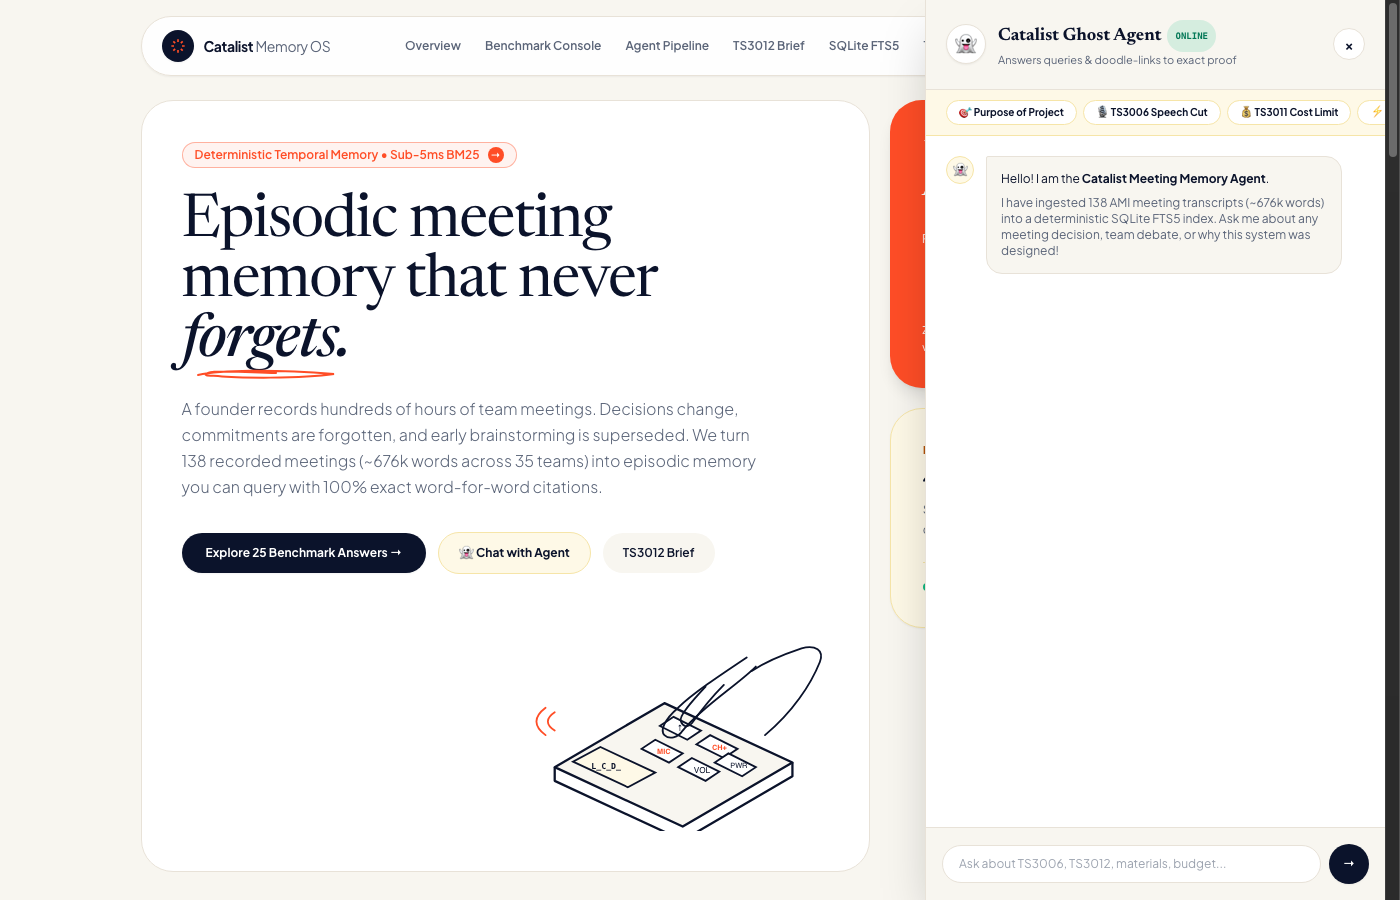 Catalist Memory OS
Overview
Benchmark Console
Agent Pipeline
TS3012 Brief
SQLite FTS5
Deterministic Temporal Memory • Sub-5ms BM25 →
Episodic meeting
memory that never
forgets.
A founder records hundreds of hours of team meetings. Decisions change,
commitments are forgotten, and early brainstorming is superseded. We turn
138 recorded meetings (~676k words across 35 teams) into episodic memory
you can query with 100% exact word-for-word citations.
Explore 25 Benchmark Answers →
👻 Chat with Agent
TS3012 Brief
L_C_D_
MIC
↑
CH+
VOL
PWR
Catalist Ghost Agent
ONLINE
Answers queries & doodle-links to exact proof
×
🎯 Purpose of Project
TS3006 Speech Cut
💰 TS3011 Cost Limit
⚡
Hello! I am the Catalist Meeting Memory Agent.
I have ingested 138 AMI meeting transcripts (~676k words)
into a deterministic SQLite FTS5 index. Ask me about any
meeting decision, team debate, or why this system was
designed!
Ask about TS3006, TS3012, materials, budget...
→